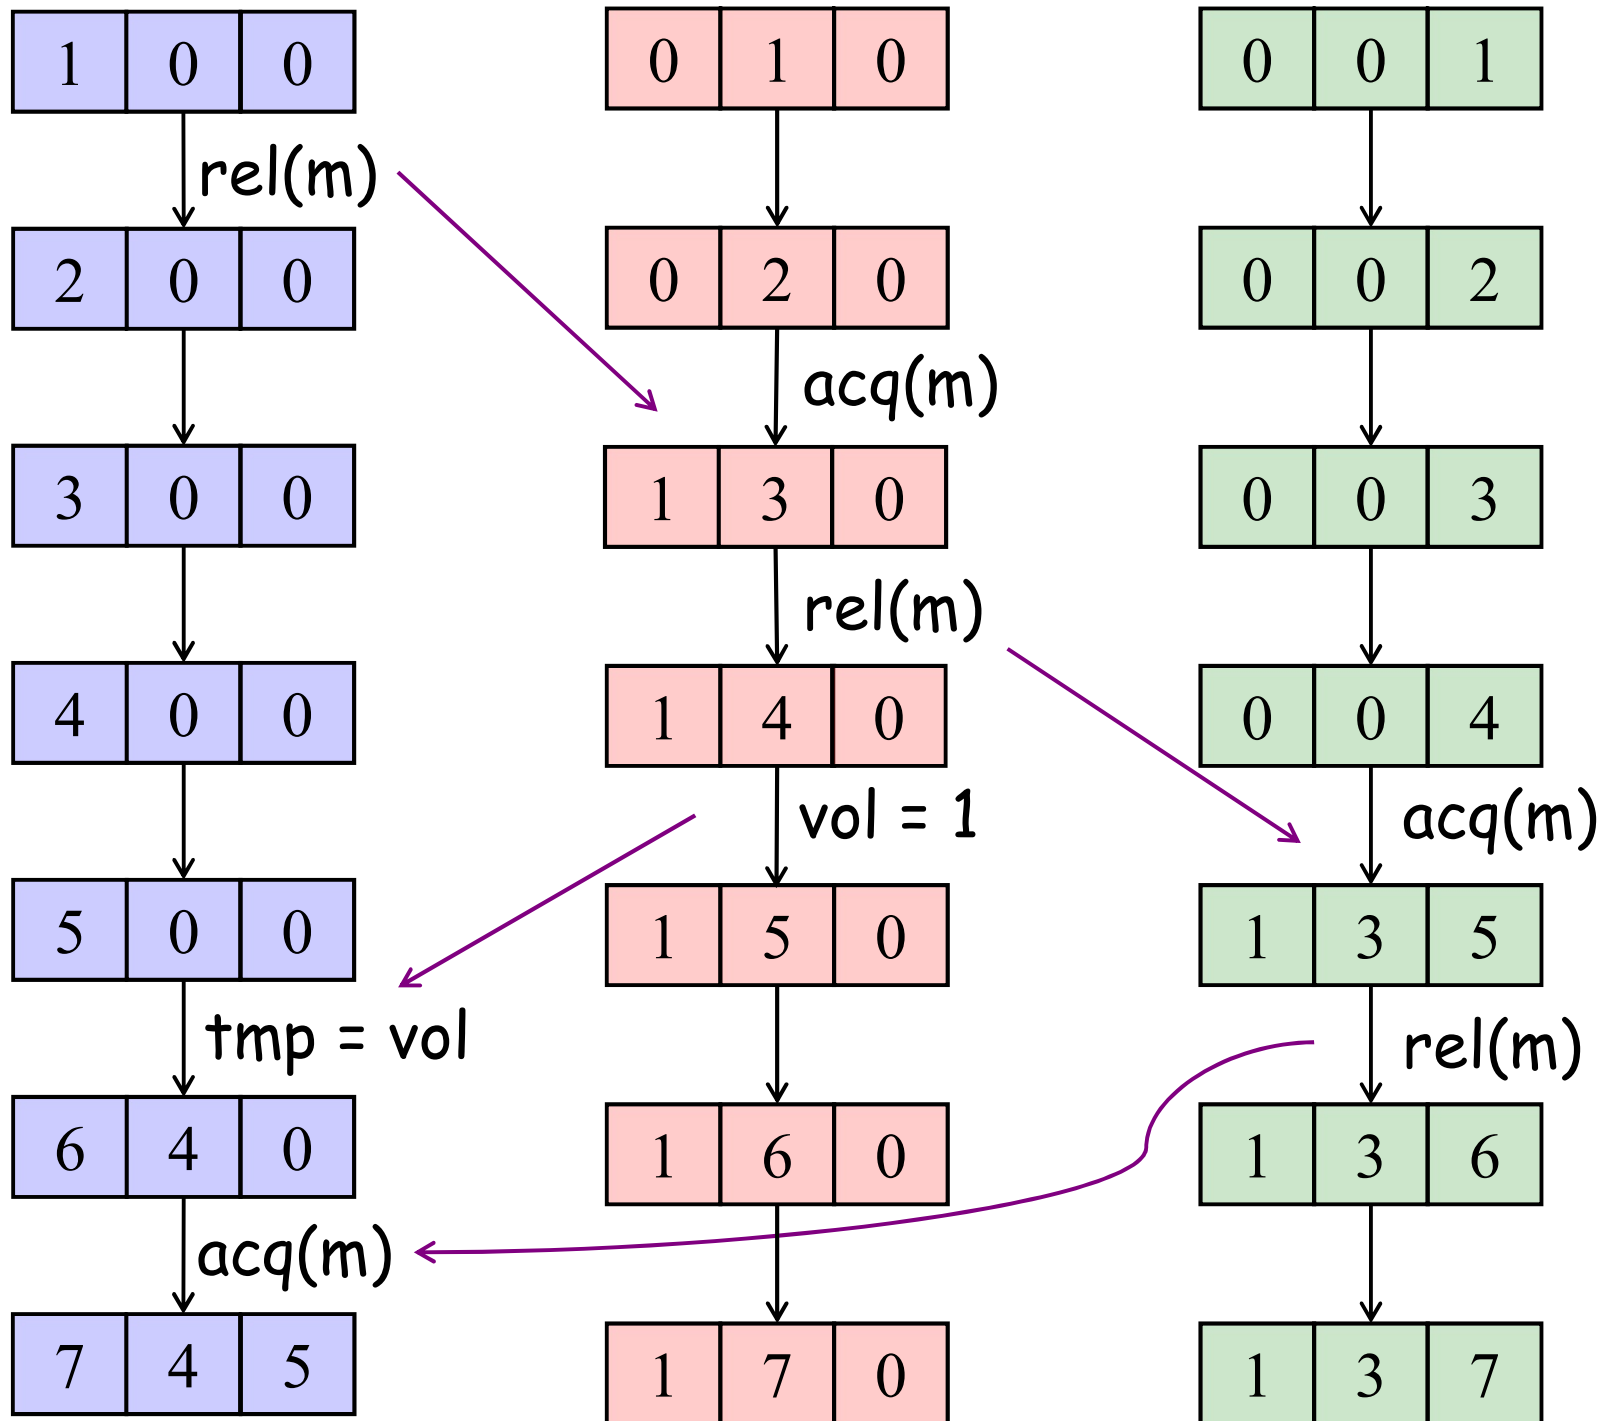 1 0 0
0 1 0
0 0 1
rel(m)
2 0 0
0 2 0
0 0 2
acq(m)
3 0 0
1 3 0
0 0 3
rel(m)
4 0 0
1 4 0
0 0 4
vol = 1
acq(m)
5 0 0
1 5 0
1 3 5
tmp = vol
rel(m)
6 4 0
1 6 0
1 3 6
acq(m)
7 4 5
1 7 0
1 3 7